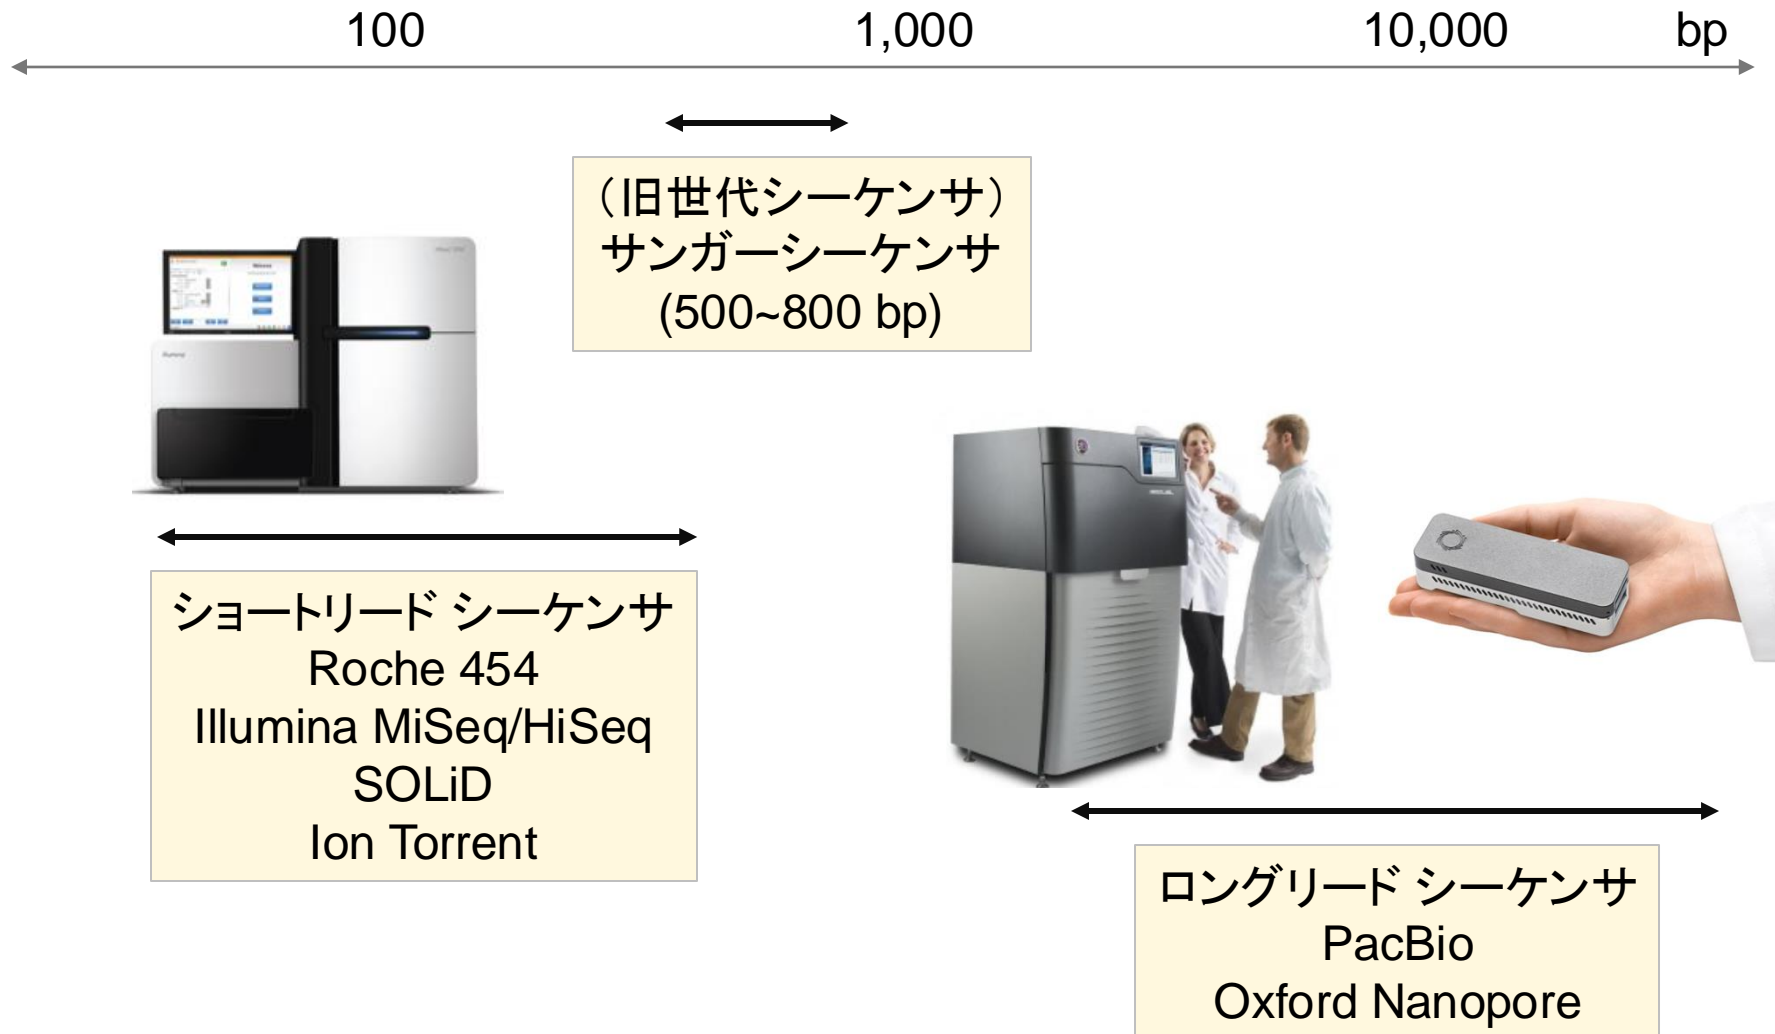 100 1,000 10,000 bp
（旧世代シーケンサ）
サンガーシーケンサ
(500~800 bp)
ショートリード シーケンサ
Roche 454
Illumina MiSeq/HiSeq
SOLiD
Ion Torrent
ロングリード シーケンサ
PacBio
Oxford Nanopore